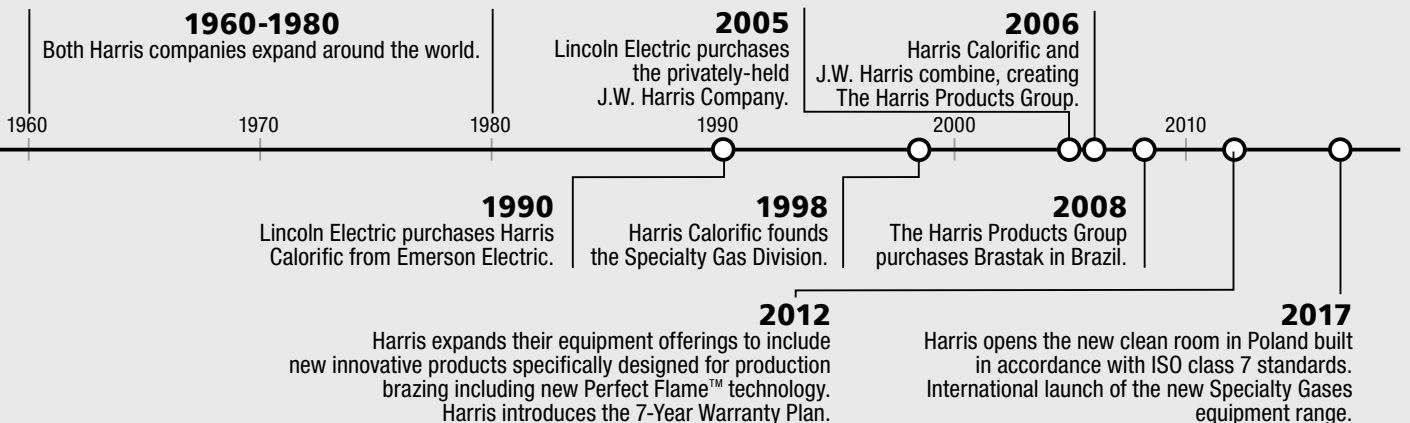 1960-1980
Both Harris companies expand around the world.
2005
Lincoln Electric purchases
the privately-held
J.W. Harris Company.
2006
Harris Calorific and
J.W. Harris combine, creating
The Harris Products Group.
1960
1970
1980
1990
2000
2010
1990
Lincoln Electric purchases Harris
Calorific from Emerson Electric.
1998
Harris Calorific founds
the Specialty Gas Division.
2008
The Harris Products Group
purchases Brastak in Brazil.
2012
Harris expands their equipment offerings to include
new innovative products specifically designed for production
brazing including new Perfect Flame™ technology.
Harris introduces the 7-Year Warranty Plan.
2017
Harris opens the new clean room in Poland built
in accordance with ISO class 7 standards.
International launch of the new Specialty Gases
equipment range.